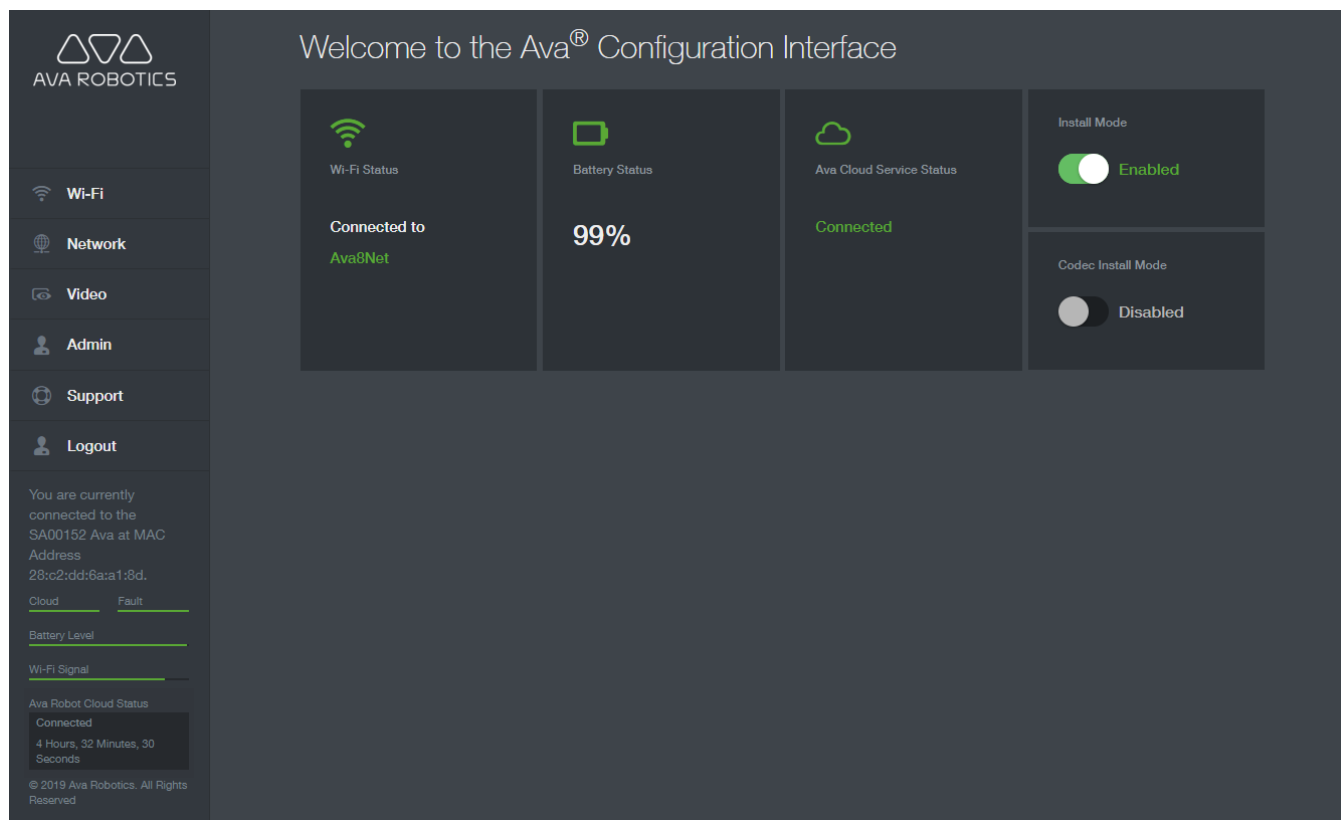 AVA ROBOTICS
Wi-Fi
Network
Video
Admin
Support
Logout
You are currently
connected to the
SA00152 Ava at MAC
Address
28:c2:dd:6a:a1:8d.
Cloud
Fault
Battery Level
Wi-Fi Signal
Ava Robot Cloud Status
Connected
4 Hours, 32 Minutes, 30
Seconds
© 2019 Ava Robotics. All Rights
Reserved
Welcome to the Ava® Configuration Interface
Wi-Fi Status
Connected to
Ava8Net
Battery Status
99%
Ava Cloud Service Status
Connected
Install Mode
Enabled
Codec Install Mode
Disabled